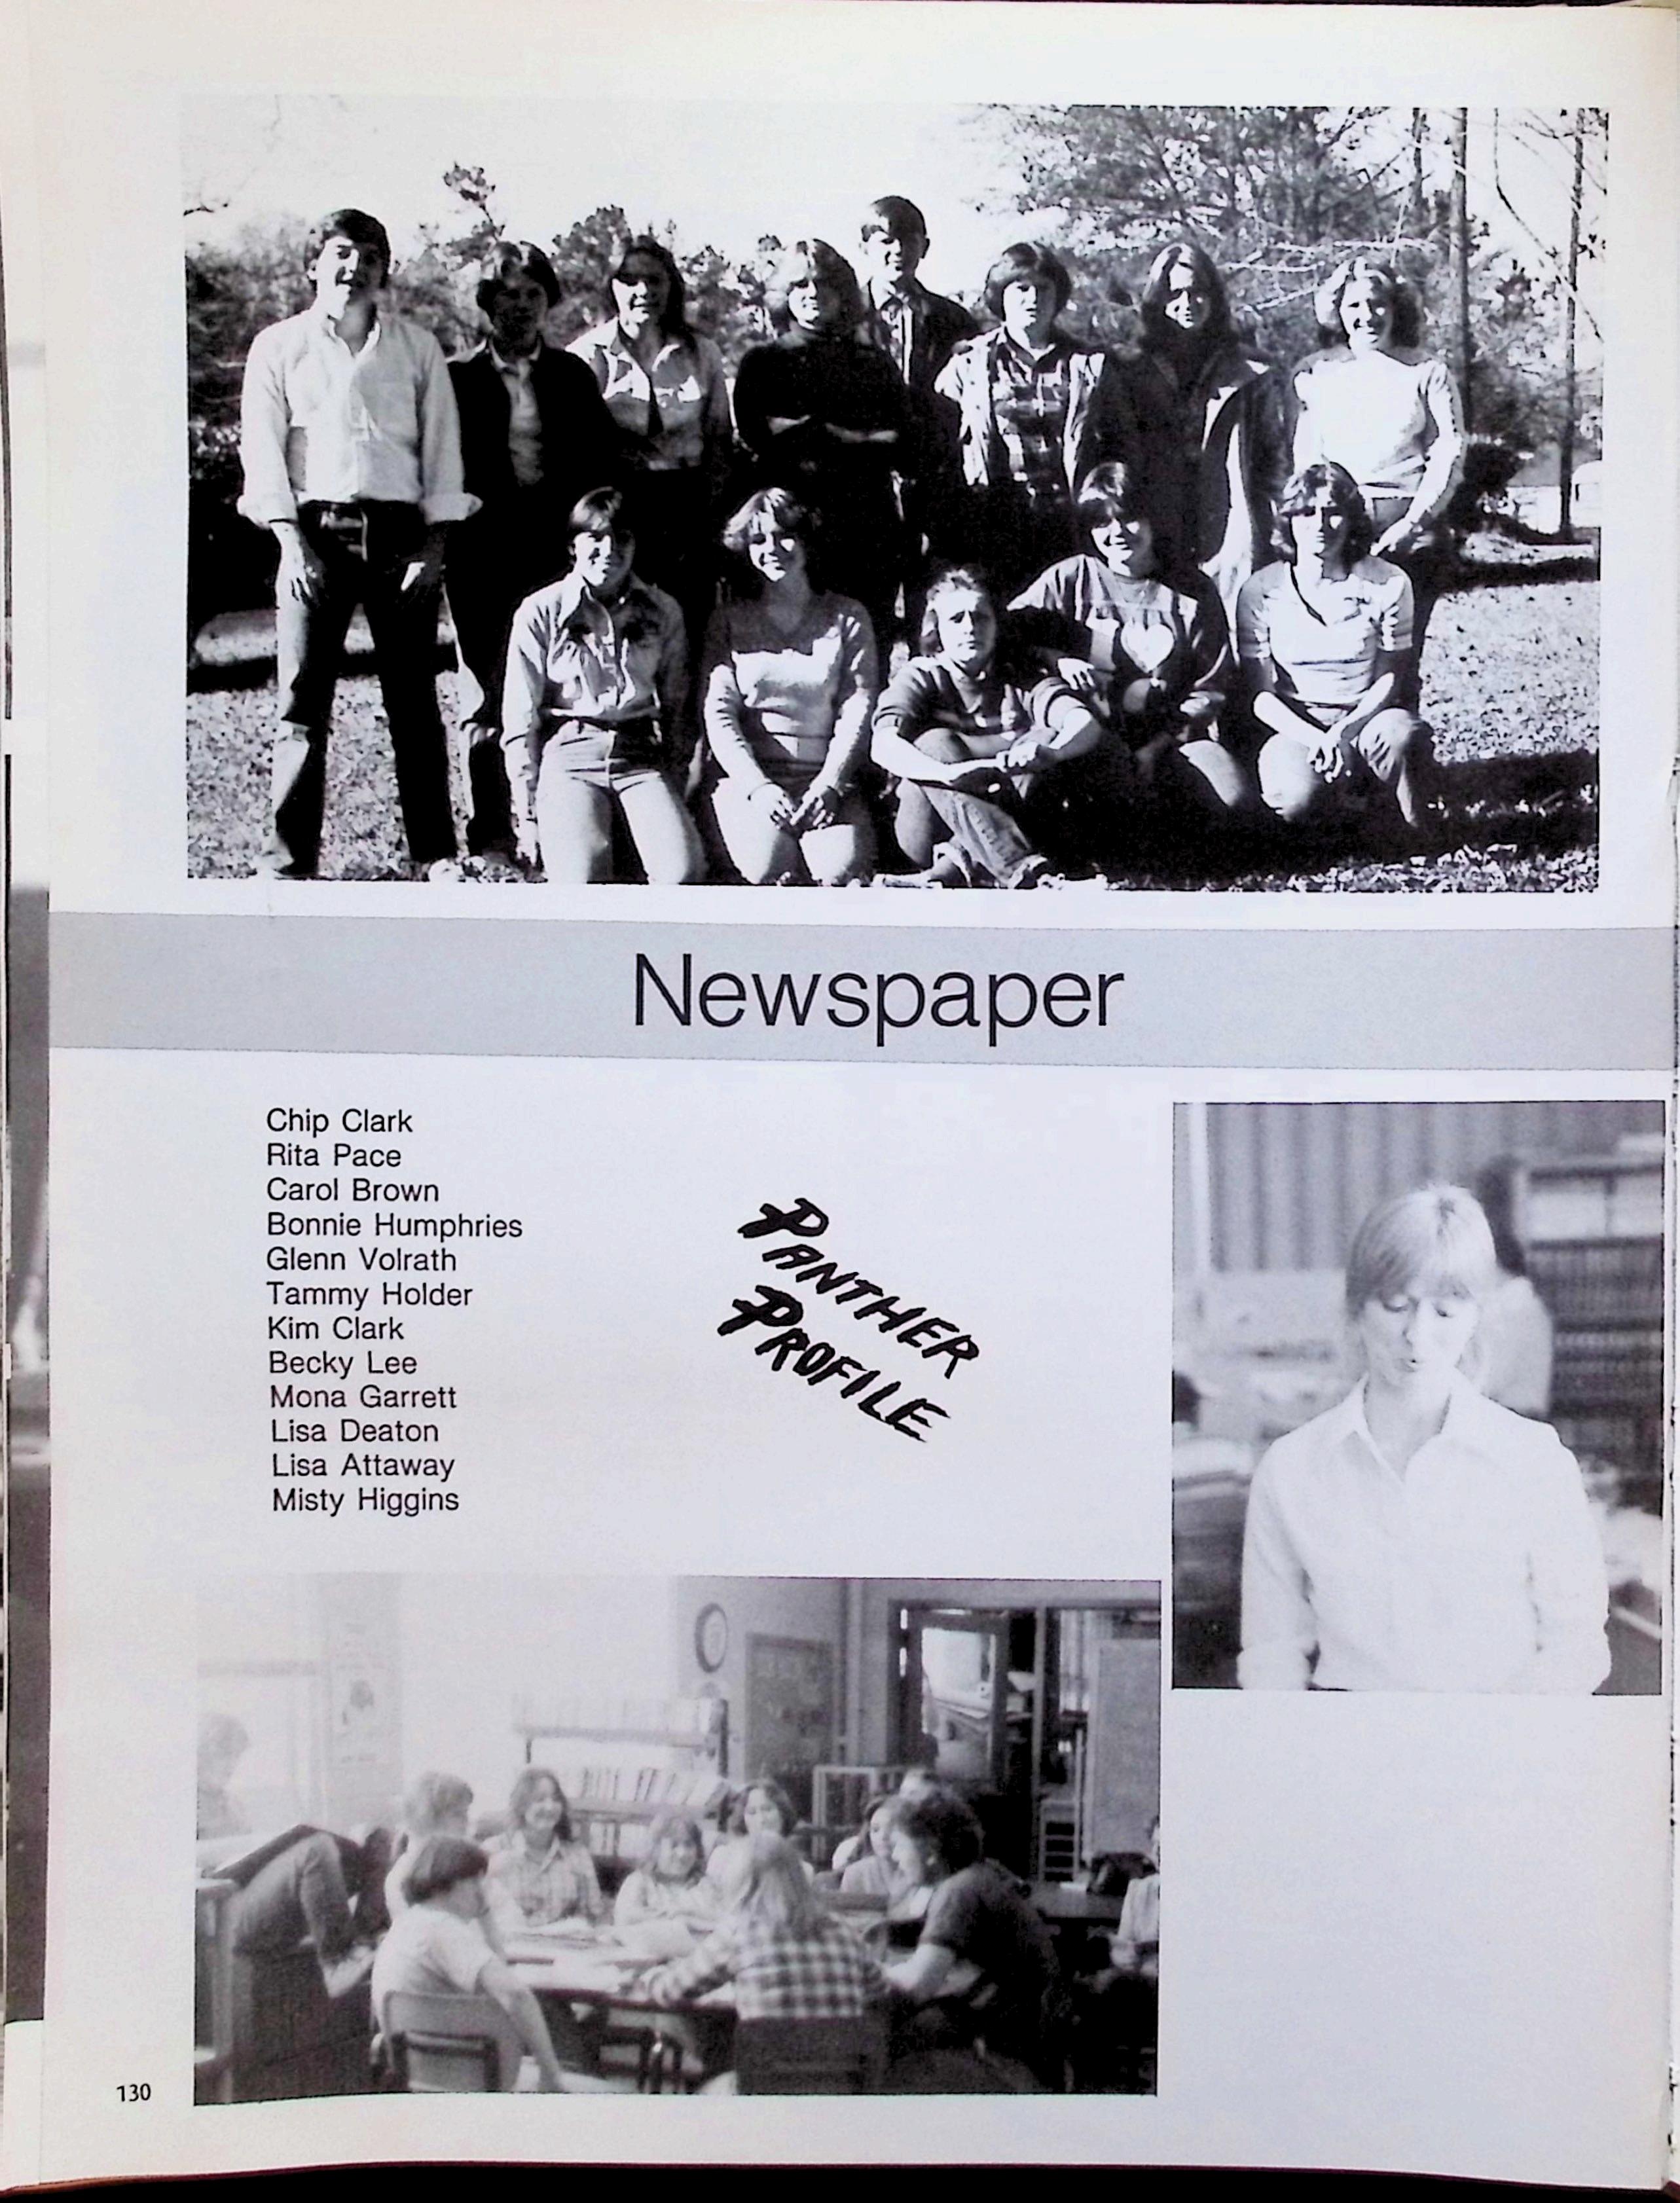 Newspaper
Chip Clark
Rita Pace
Carol Brown
Bonnie Humphries
Glenn Volrath
Tammy Holder
Kim Clark
Becky Lee
Mona Garrett
Lisa Deaton
Lisa Attaway
Misty Higgins
PANTHER
PROFILE
130